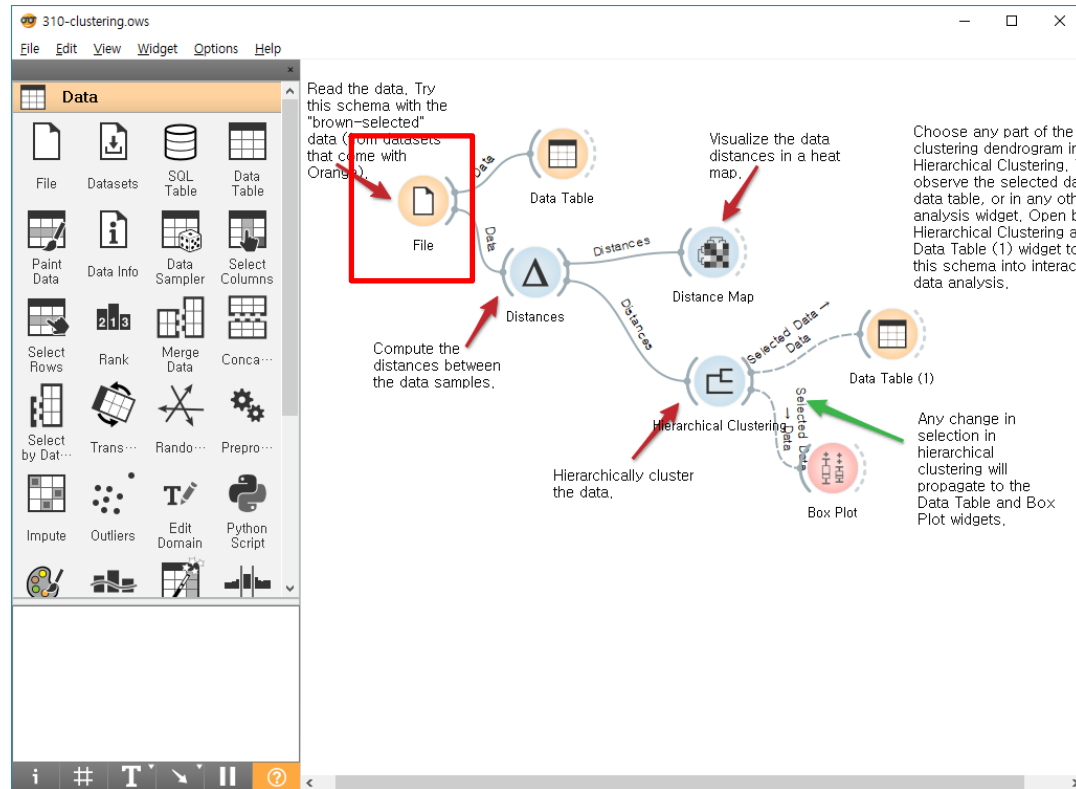 310-clustering.ows
File Edit View Widget Options Help
Data
File Datasets SQL Table Data Table
Paint Data Data Info Data Sampler Select Columns
Select Rows Rank Merge Data Conca···
Select by Dat··· Trans··· Rando··· Prepro···
Impute Outliers Edit Domain Python Script
Read the data. Try
this schema with the
"brown-selected"
data (from datasets
that come with
Orange).
File
Data
Data Table
Data
Distances
Compute the
distances between
the data samples.
Distances
Distance Map
Visualize the data
distances in a heat
map.
Distances
Hierarchical Clustering
Hierarchically cluster
the data.
Selected Data →
Data
Data Table (1)
Selected Data
→ Data
Box Plot
Choose any part of the
clustering dendrogram in
Hierarchical Clustering.
observe the selected da
data table, or in any oth
analysis widget. Open b
Hierarchical Clustering a
Data Table (1) widget to
this schema into interac
data analysis.
Any change in
selection in
hierarchical
clustering will
propagate to the
Data Table and Box
Plot widgets.